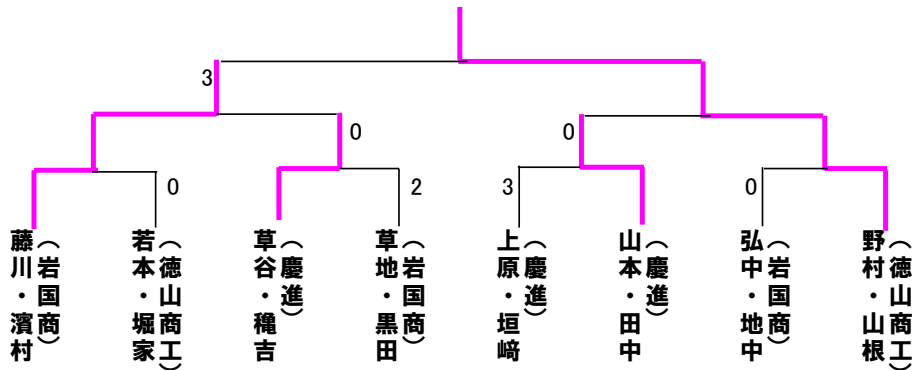 3
0
0
0
2
3
0
藤川・濱村
（岩国商）
若本・堀家
（徳山商工）
草谷・穐吉
（慶進）
草地・黒田
（岩国商）
上原・垣﨑
（慶進）
山本・田中
（慶進）
弘中・地中
（岩国商）
野村・山根
（徳山商工）